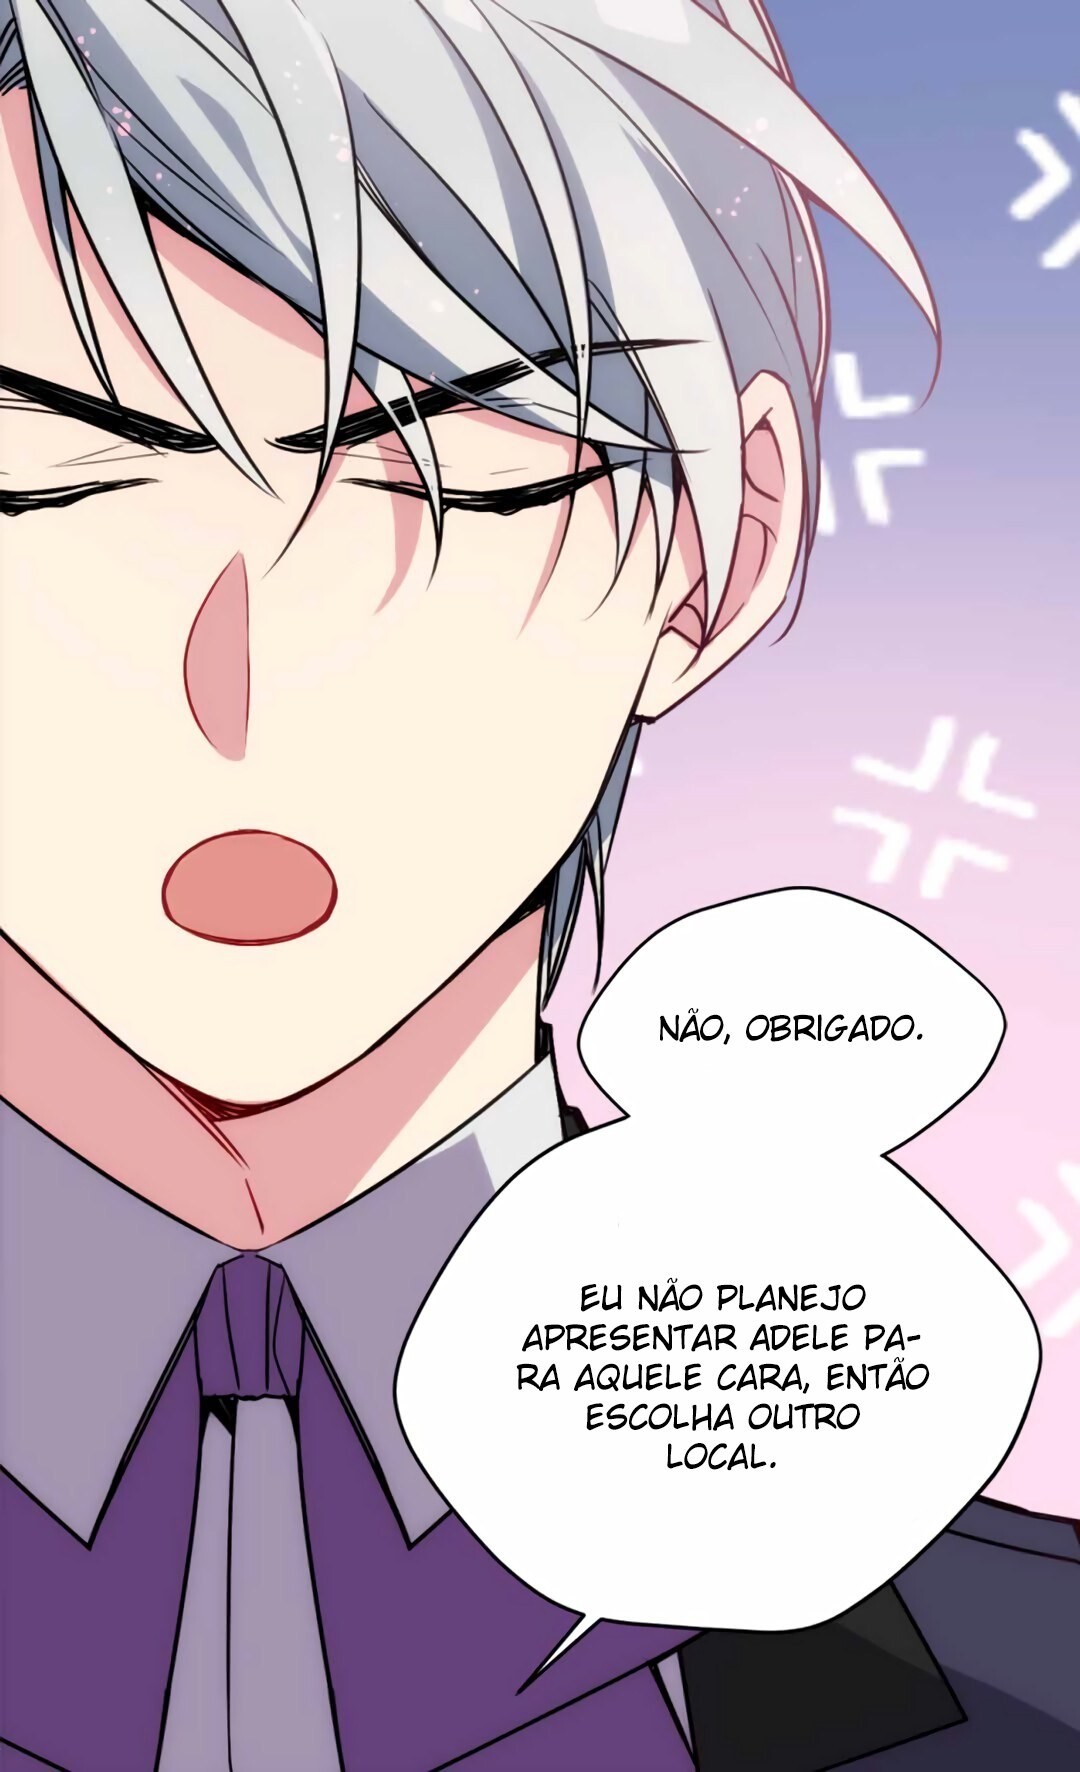 NÃO, OBRIGADO.
EU NÃO PLANEJO
APRESENTAR ADELE PA-
RA AQUELE CARA, ENTÃO
ESCOLHA OUTRO
LOCAL.